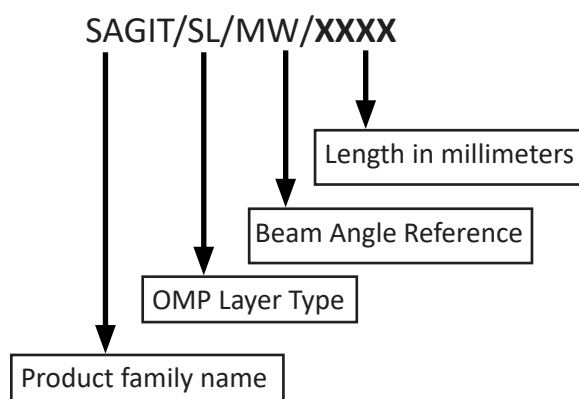 SAGIT/SL/MW/XXXX
Length in millimeters
Beam Angle Reference
OMP Layer Type
Product family name